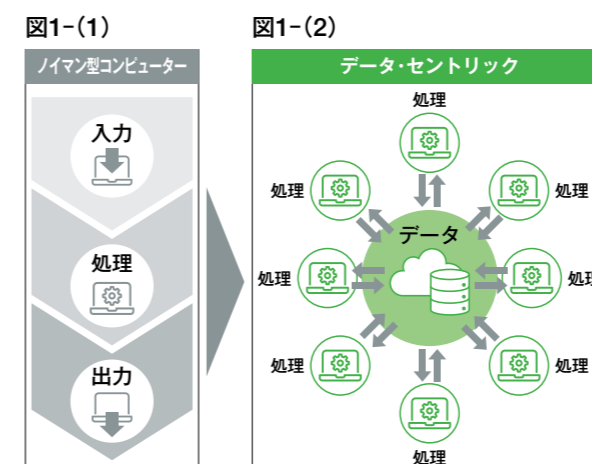 図1-(1)
ノイマン型コンピューター
入力
処理
出力
図1-(2)
データ・セントリック
処理
処理
処理
データ
処理
処理
処理
処理
処理